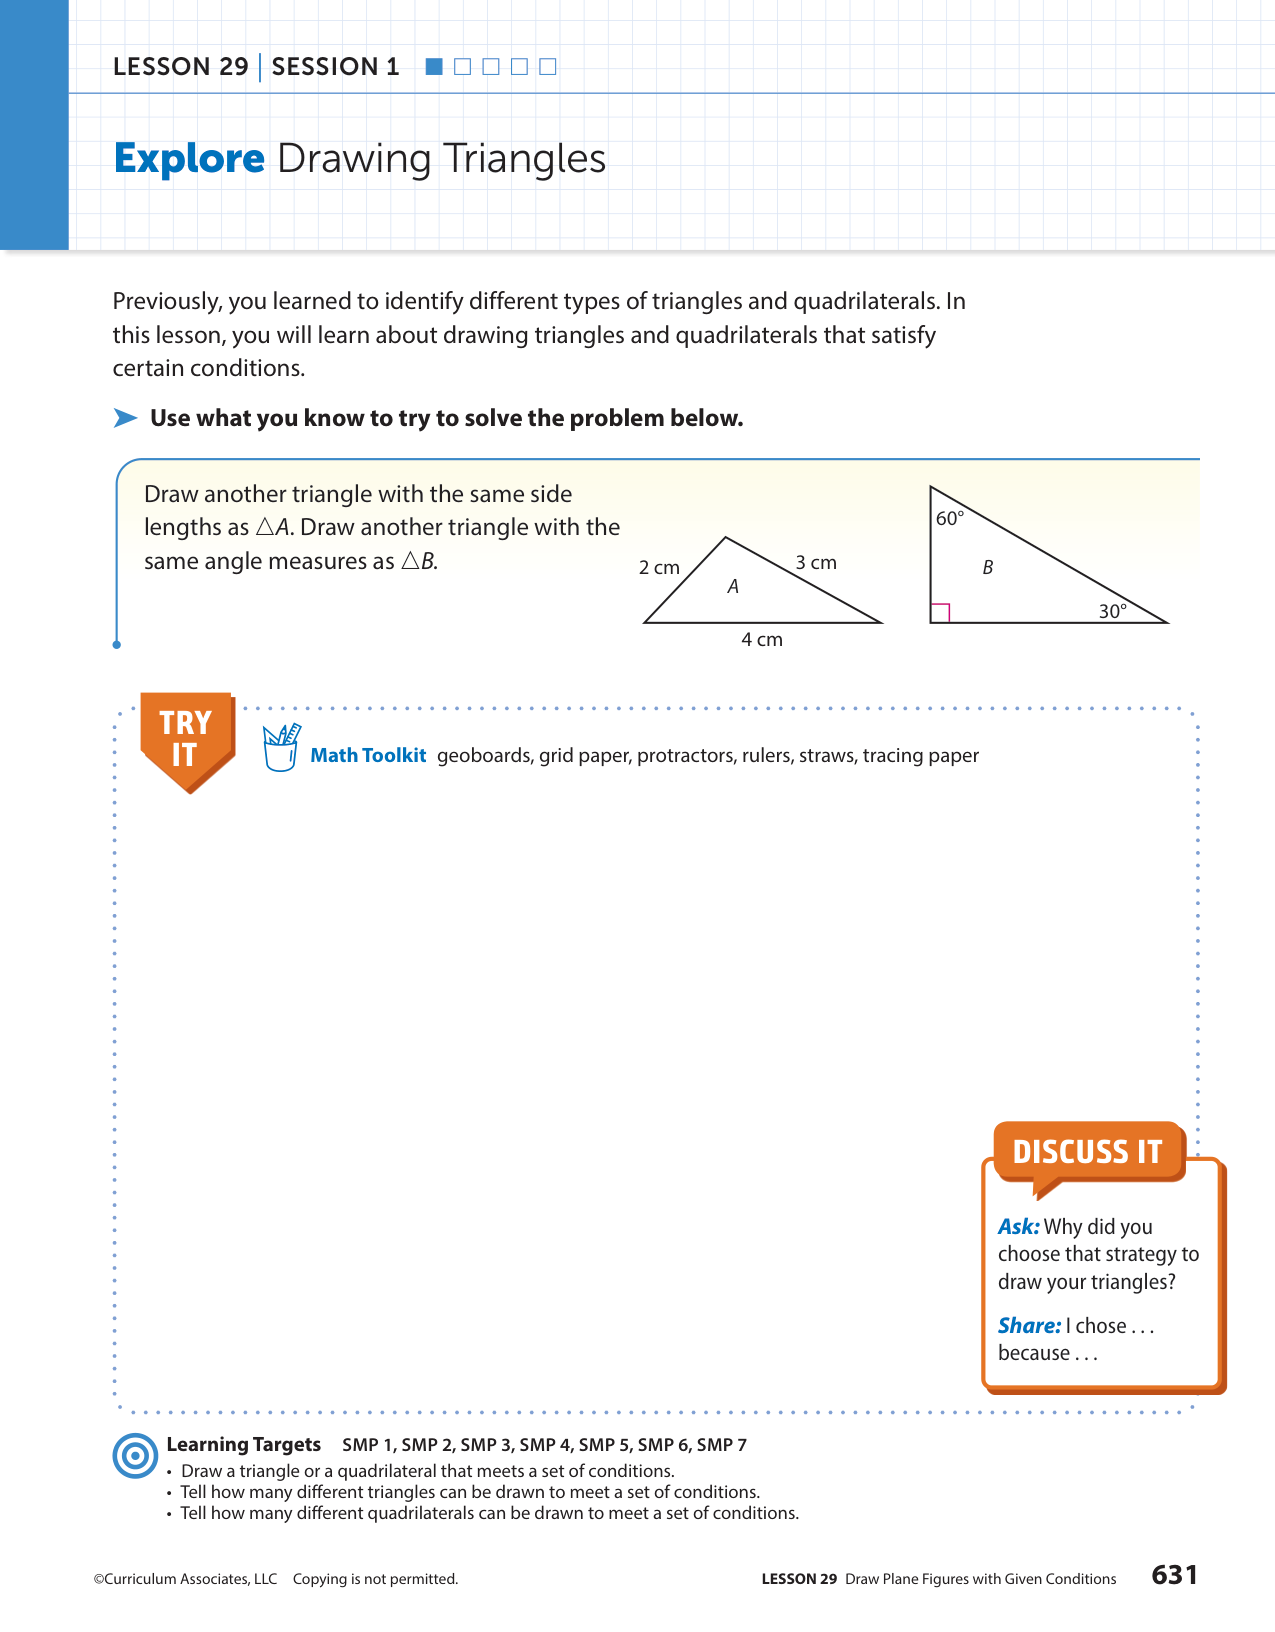 LESSON 29 | SESSION 1
Explore Drawing Triangles
Previously, you learned to identify different types of triangles and quadrilaterals. In
this lesson, you will learn about drawing triangles and quadrilaterals that satisfy
certain conditions.
Use what you know to try to solve the problem below.
Draw another triangle with the same side
lengths as △A. Draw another triangle with the
same angle measures as △B.
2 cm
3 cm
A
4 cm
60°
B
30°
TRY
IT
Math Toolkit geoboards, grid paper, protractors, rulers, straws, tracing paper
DISCUSS IT
Ask: Why did you
choose that strategy to
draw your triangles?
Share: I chose . . .
because . . .
Learning Targets SMP 1, SMP 2, SMP 3, SMP 4, SMP 5, SMP 6, SMP 7
• Draw a triangle or a quadrilateral that meets a set of conditions.
• Tell how many different triangles can be drawn to meet a set of conditions.
• Tell how many different quadrilaterals can be drawn to meet a set of conditions.
©Curriculum Associates, LLC Copying is not permitted.
LESSON 29 Draw Plane Figures with Given Conditions 631